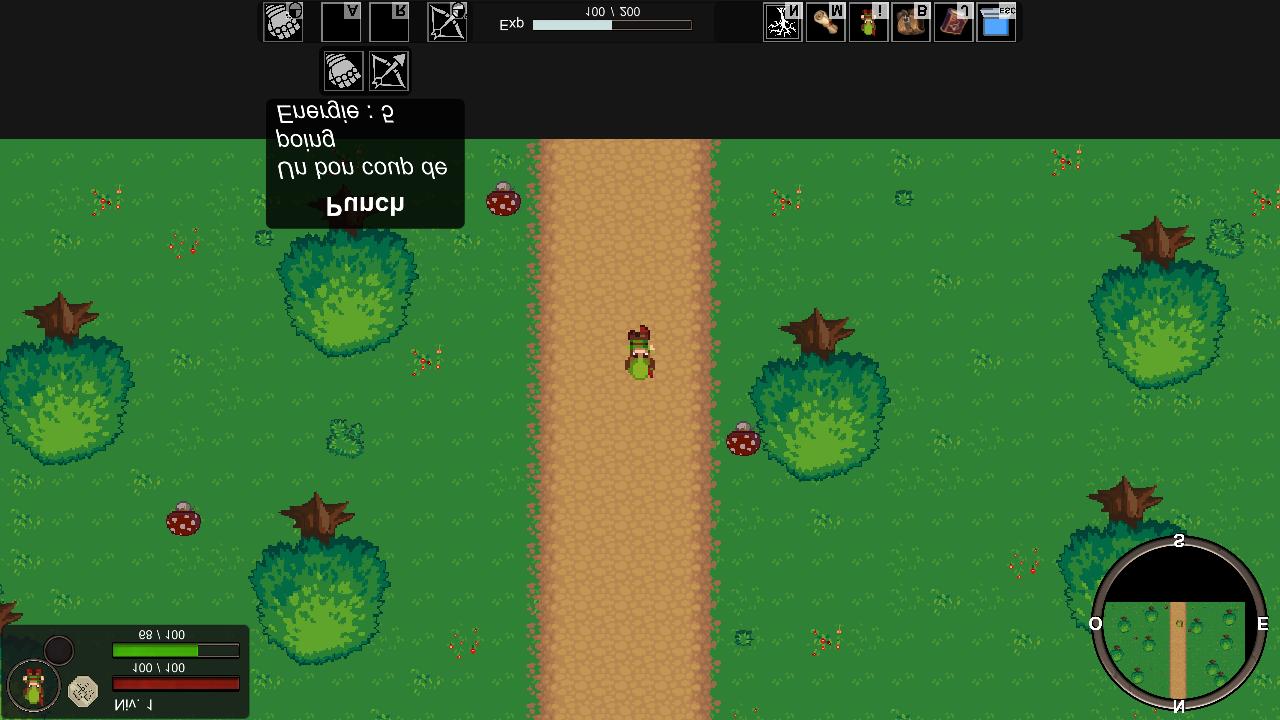 Niv. 1
100 / 100
68 / 100
N
O
E
S
Punch
Un bon coup de
poing
Energie : 5
A
R
Exp
100 / 200
N
M
i
B
J
ESC